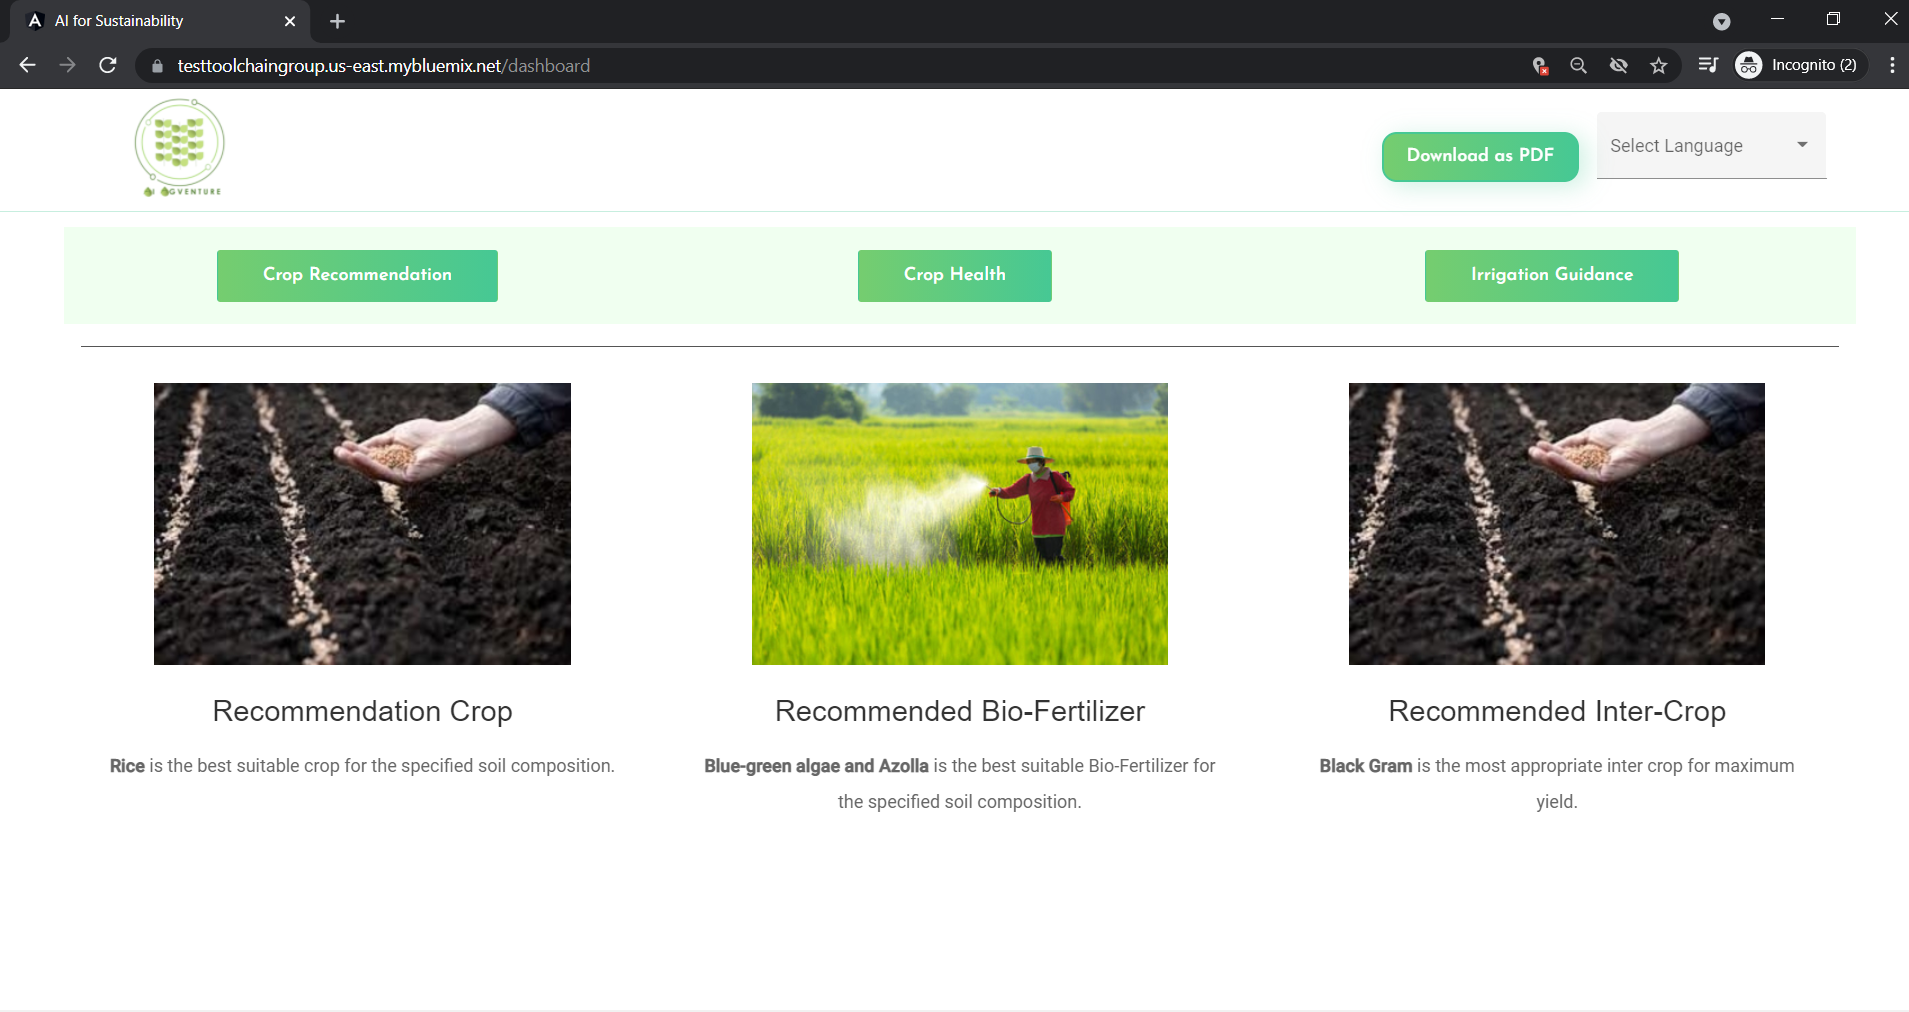 AI for Sustainability
testtoolchaingroup.us-east.mybluemix.net/dashboard
Incognito (2)
AI AGVENTURE
Download as PDF
Select Language
Crop Recommendation
Crop Health
Irrigation Guidance
Recommendation Crop
Rice is the best suitable crop for the specified soil composition.
Recommended Bio-Fertilizer
Blue-green algae and Azolla is the best suitable Bio-Fertilizer for
the specified soil composition.
Recommended Inter-Crop
Black Gram is the most appropriate inter crop for maximum
yield.